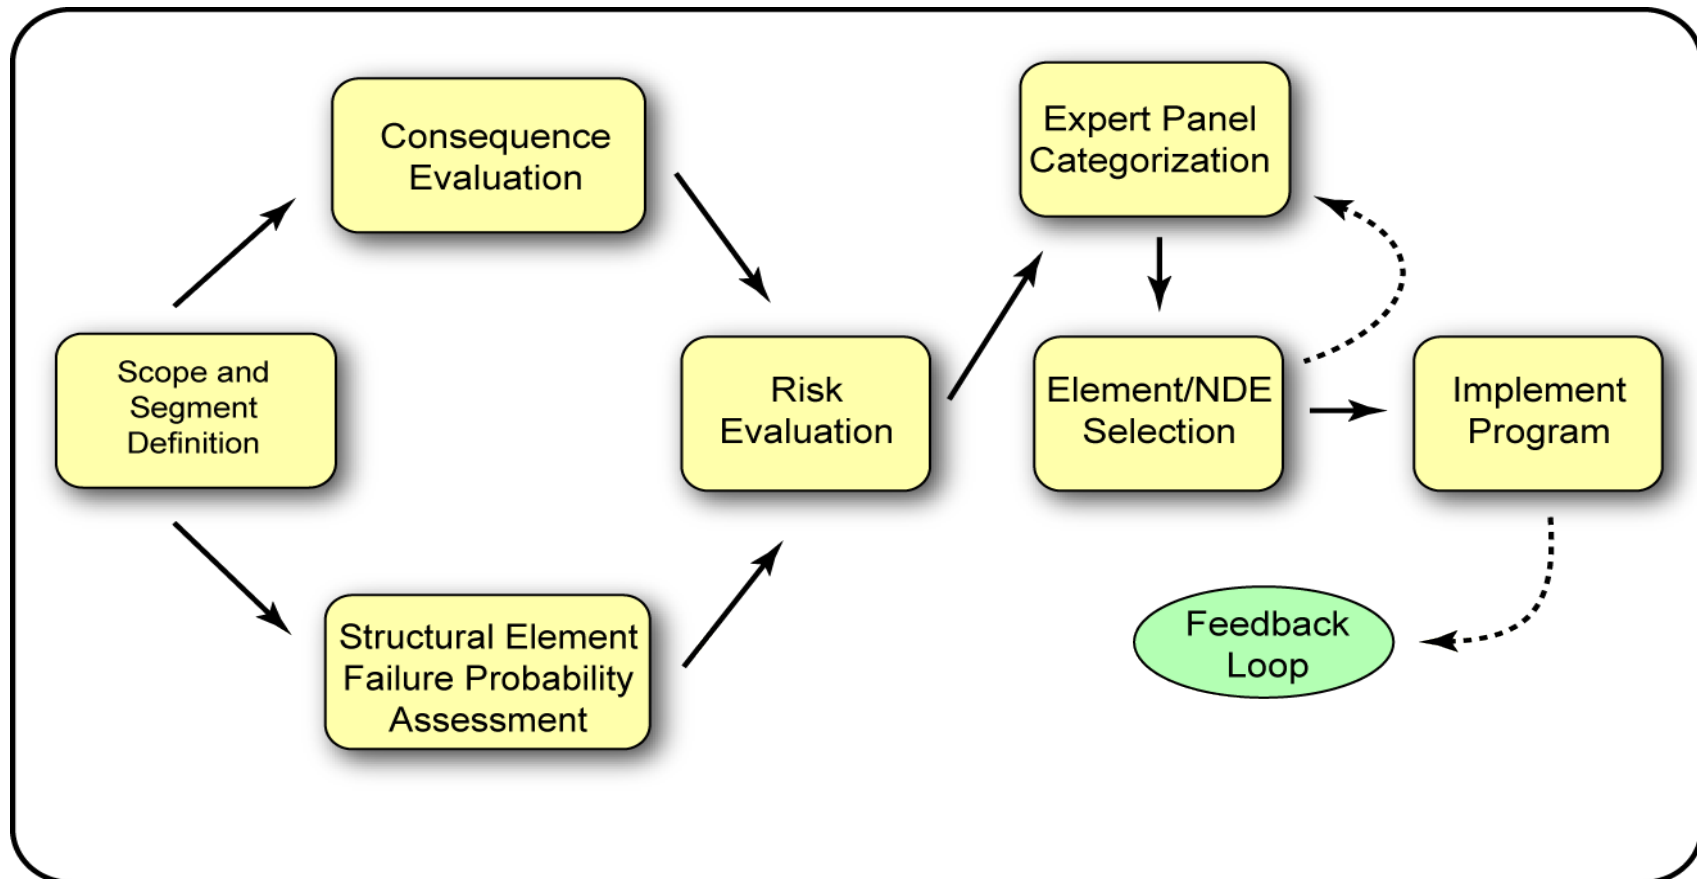 Consequence
Evaluation
Scope and
Segment
Definition
Structural Element
Failure Probability
Assessment
Risk
Evaluation
Expert Panel
Categorization
Element/NDE
Selection
Implement
Program
Feedback
Loop